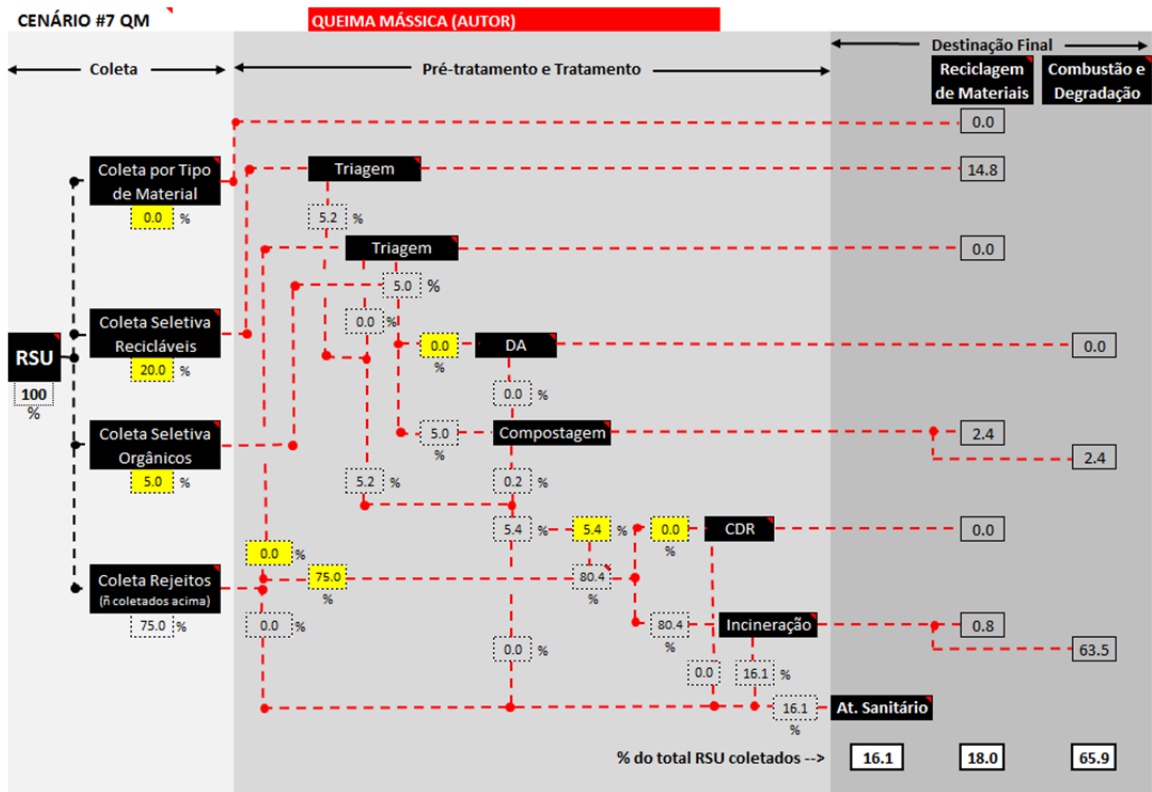 CENÁRIO #7 QM
QUEIMA MÁSSICA (AUTOR)
Destinação Final
Coleta
Pré-tratamento e Tratamento
Reciclagem
de Materiais
Combustão e
Degradação
0.0
Coleta por Tipo
de Material
0.0 %
Triagem
14.8
5.2 %
Triagem
0.0
5.0 %
Coleta Seletiva
Recicláveis
20.0 %
0.0 %
RSU
100
%
0.0
%
DA
0.0
0.0 %
Coleta Seletiva
Orgânicos
5.0 %
5.0
%
Compostagem
2.4
2.4
5.2 %
0.2 %
5.4 %
5.4 %
0.0
%
CDR
0.0
0.0 %
Coleta Rejeitos
(ñ coletados acima)
75.0 %
75.0
%
80.4
%
0.0 %
80.4
%
Incineração
0.8
63.5
0.0 %
0.0
16.1 %
16.1
%
At. Sanitário
% do total RSU coletados -->
16.1
18.0
65.9